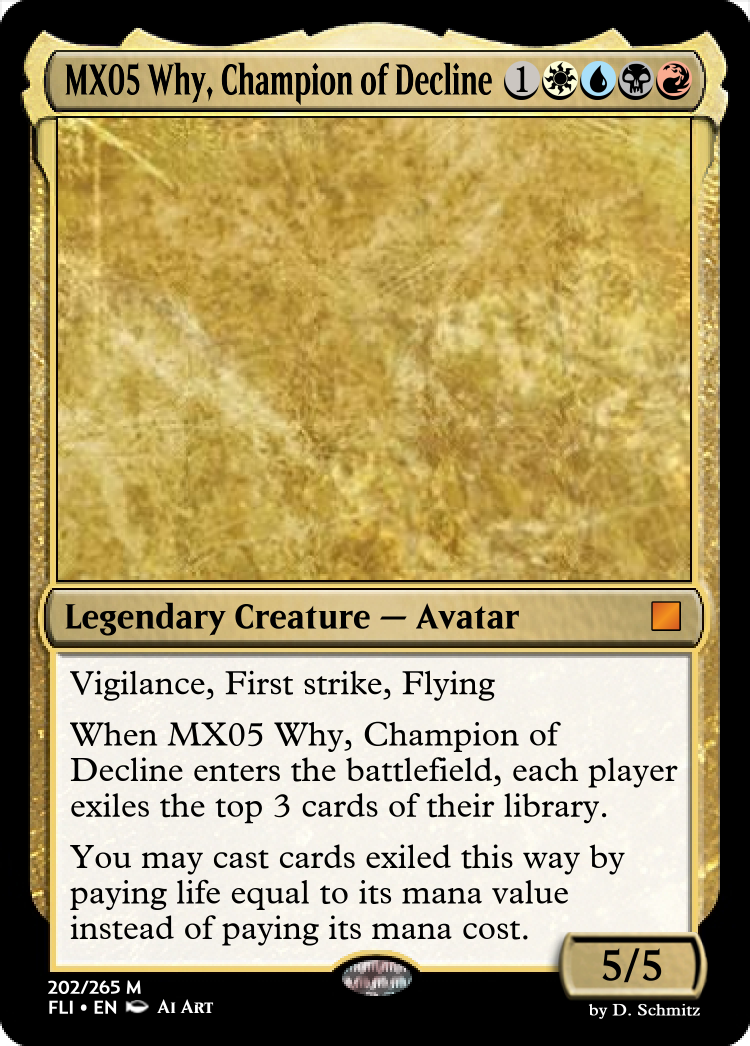 MX05 Why, Champion of Decline 1
Legendary Creature — Avatar
Vigilance, First strike, Flying
When MX05 Why, Champion of
Decline enters the battlefield, each player
exiles the top 3 cards of their library.
You may cast cards exiled this way by
paying life equal to its mana value
instead of paying its mana cost.
5/5
202/265 M
FLI • EN AI ART
by D. Schmitz